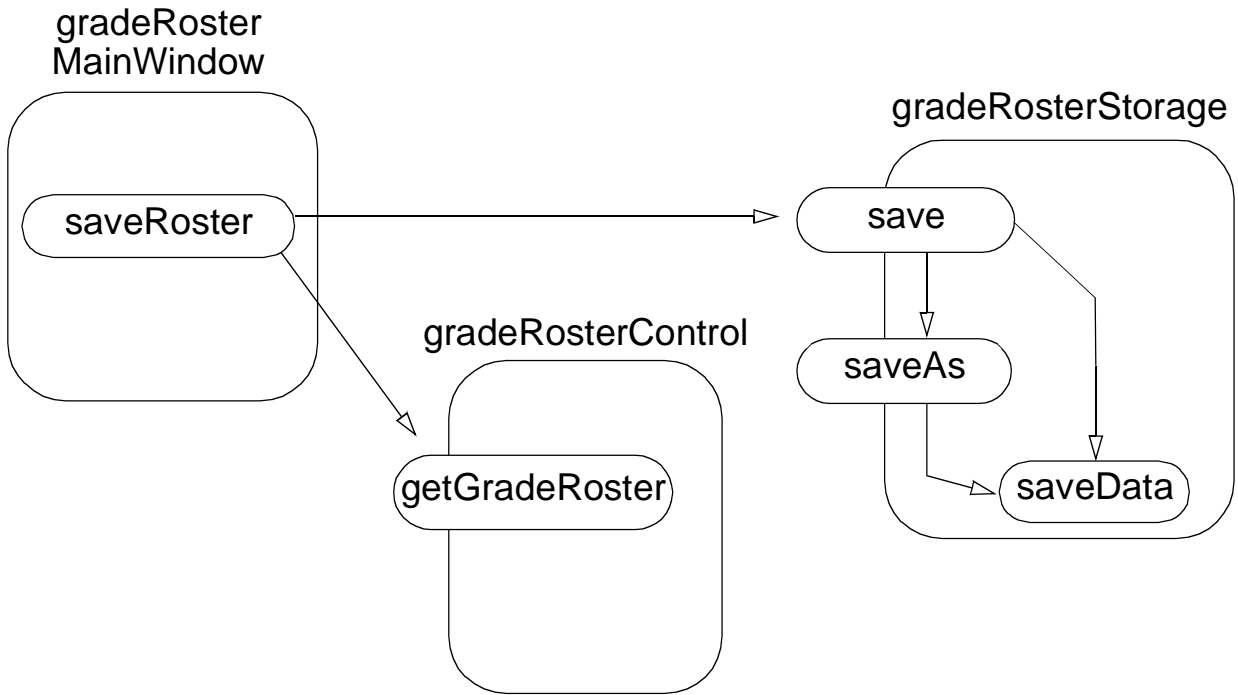 gradeRoster
MainWindow
gradeRosterStorage
saveRoster
save
gradeRosterControl
saveAs
getGradeRoster
saveData